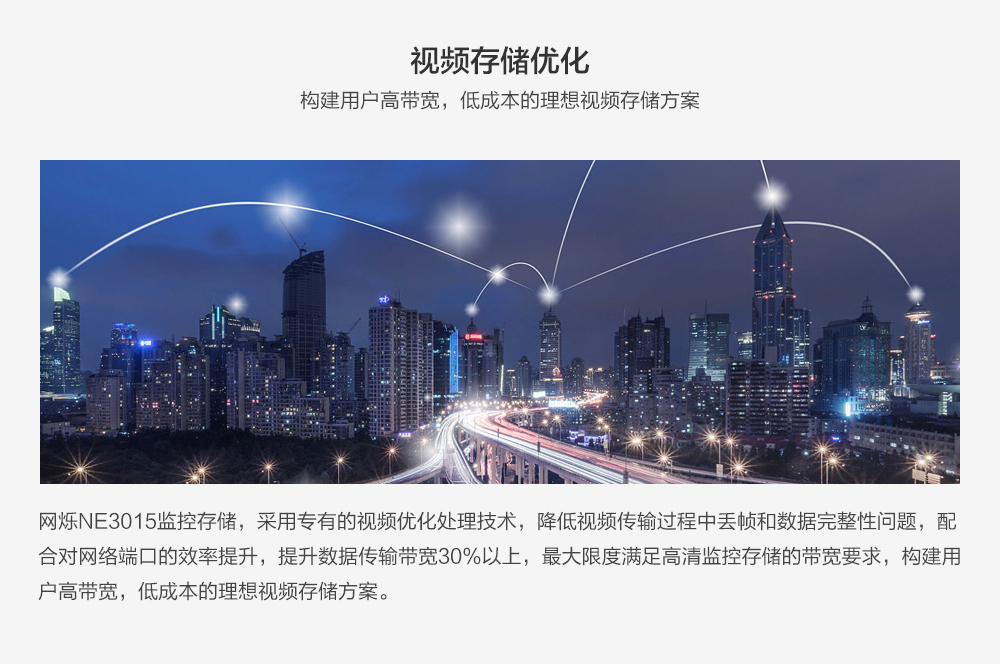 视频存储优化
构建用户高带宽，低成本的理想视频存储方案
网烁NE3015监控存储，采用专有的视频优化处理技术，降低视频传输过程中丢帧和数据完整性问题，配
合对网络端口的效率提升，提升数据传输带宽30%以上，最大限度满足高清监控存储的带宽要求，构建用
户高带宽，低成本的理想视频存储方案。